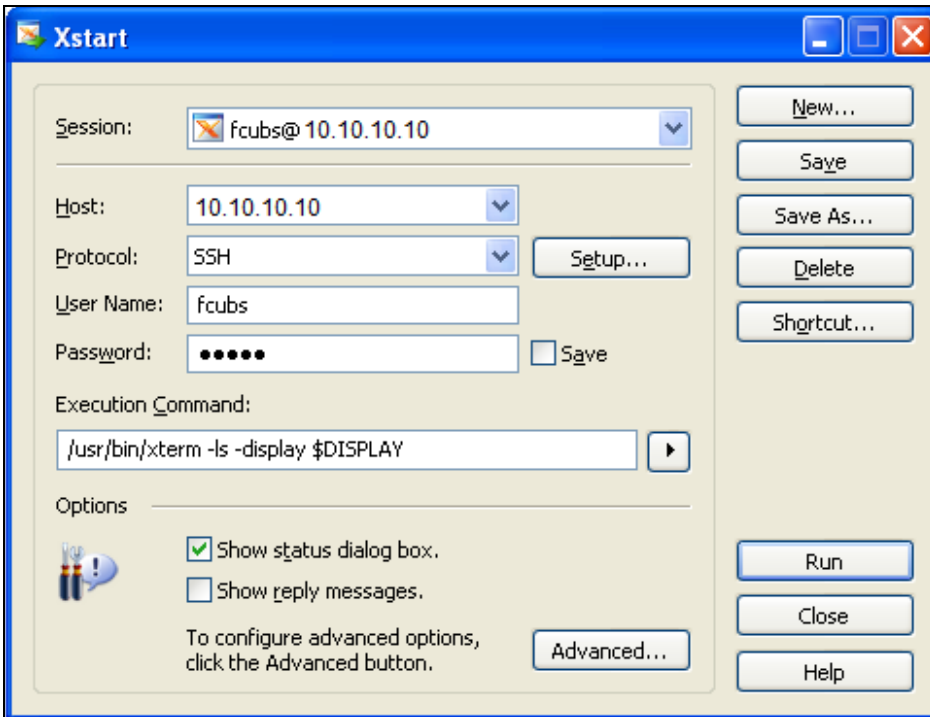 Xstart
Session:
fcubs@10.10.10.10
New...
Save
Host:
10.10.10.10
Save As...
Protocol:
SSH
Setup...
Delete
User Name:
fcubs
Shortcut...
Password:
●●●●●
Save
Execution Command:
/usr/bin/xterm -ls -display $DISPLAY
Options
Show status dialog box.
Run
Show reply messages.
Close
To configure advanced options,
click the Advanced button.
Advanced...
Help